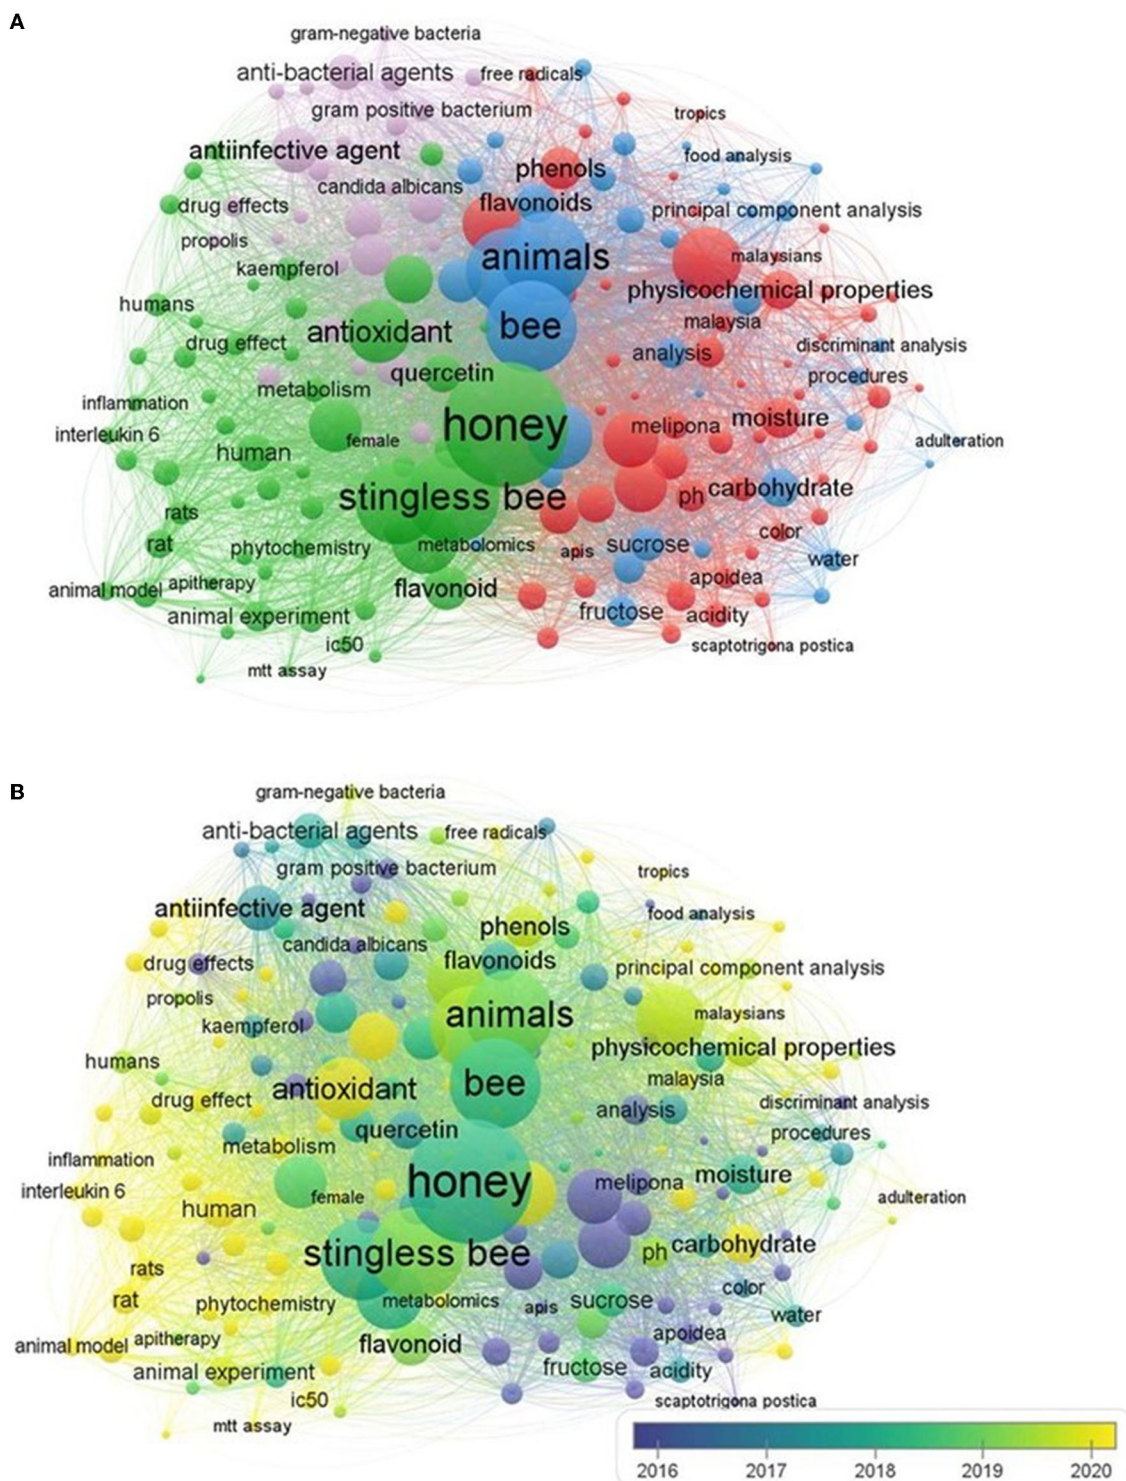 A
gram-negative bacteria
anti-bacterial agents
free radicals
gram positive bacterium
tropics
antiinfective agent
phenols
food analysis
candida albicans
drug effects
flavonoids
principal component analysis
propolis
animals
malaysians
kaempferol
physicochemical properties
humans
antioxidant
bee
malaysia
drug effect
analysis
discriminant analysis
quercetin
procedures
metabolism
inflammation
honey
melipona
moisture
interleukin 6
female
adulteration
human
stingless bee
ph
carbohydrate
rats
color
rat
phytochemistry
metabolomics
apis
sucrose
water
animal model
apitherapy
flavonoid
apoidea
animal experiment
fructose
acidity
ic50
scaptotrigona postica
mtt assay
B
gram-negative bacteria
anti-bacterial agents
free radicals
gram positive bacterium
tropics
antiinfective agent
phenols
food analysis
candida albicans
drug effects
flavonoids
principal component analysis
propolis
animals
malaysians
kaempferol
physicochemical properties
humans
antioxidant
bee
malaysia
drug effect
analysis
discriminant analysis
quercetin
procedures
metabolism
inflammation
honey
melipona
moisture
interleukin 6
female
adulteration
human
stingless bee
ph
carbohydrate
rats
color
rat
phytochemistry
metabolomics
apis
sucrose
water
animal model
apitherapy
flavonoid
apoidea
animal experiment
fructose
acidity
ic50
scaptotrigona postica
mtt assay
2016
2017
2018
2019
2020